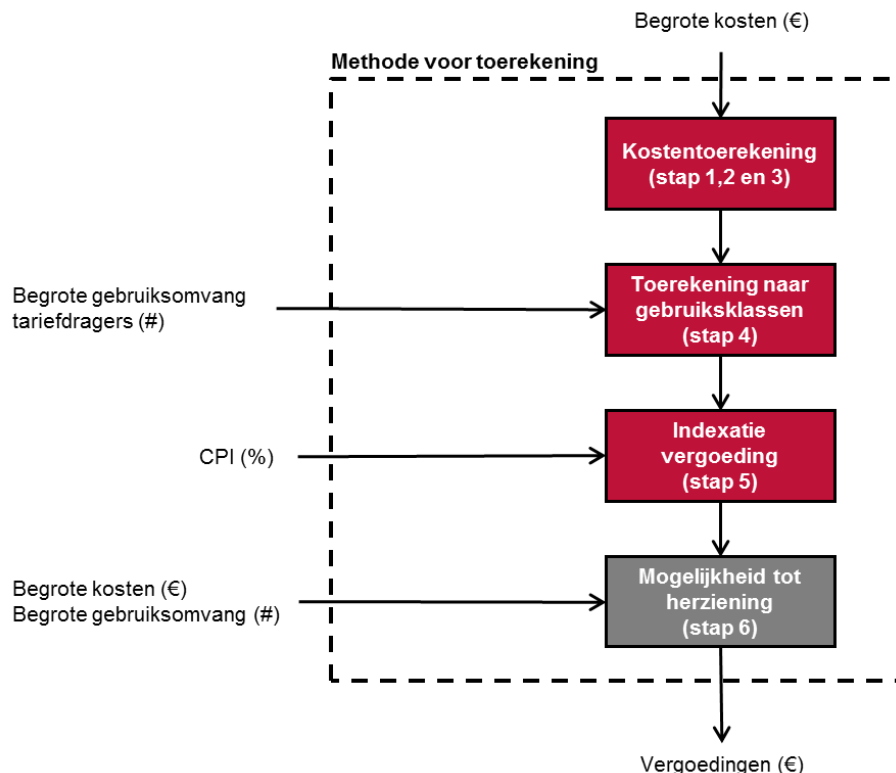 Begrote kosten (€)
Methode voor toerekening
Kostentoerekening
(stap 1,2 en 3)
Begrote gebruiksomvang
tariefdragers (#)
Toerekening naar
gebruiksklassen
(stap 4)
CPI (%)
Indexatie
vergoeding
(stap 5)
Begrote kosten (€)
Begrote gebruiksomvang (#)
Mogelijkheid tot
herziening
(stap 6)
Vergoedingen (€)